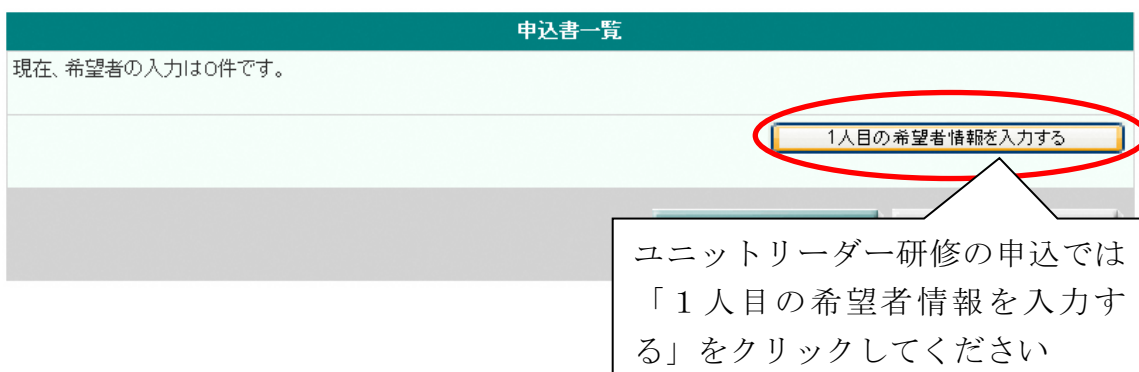 申込書一覧
現在、希望者の入力は0件です。
1人目の希望者情報を入力する
ユニットリーダー研修の申込では
「１人目の希望者情報を入力す
る」をクリックしてください